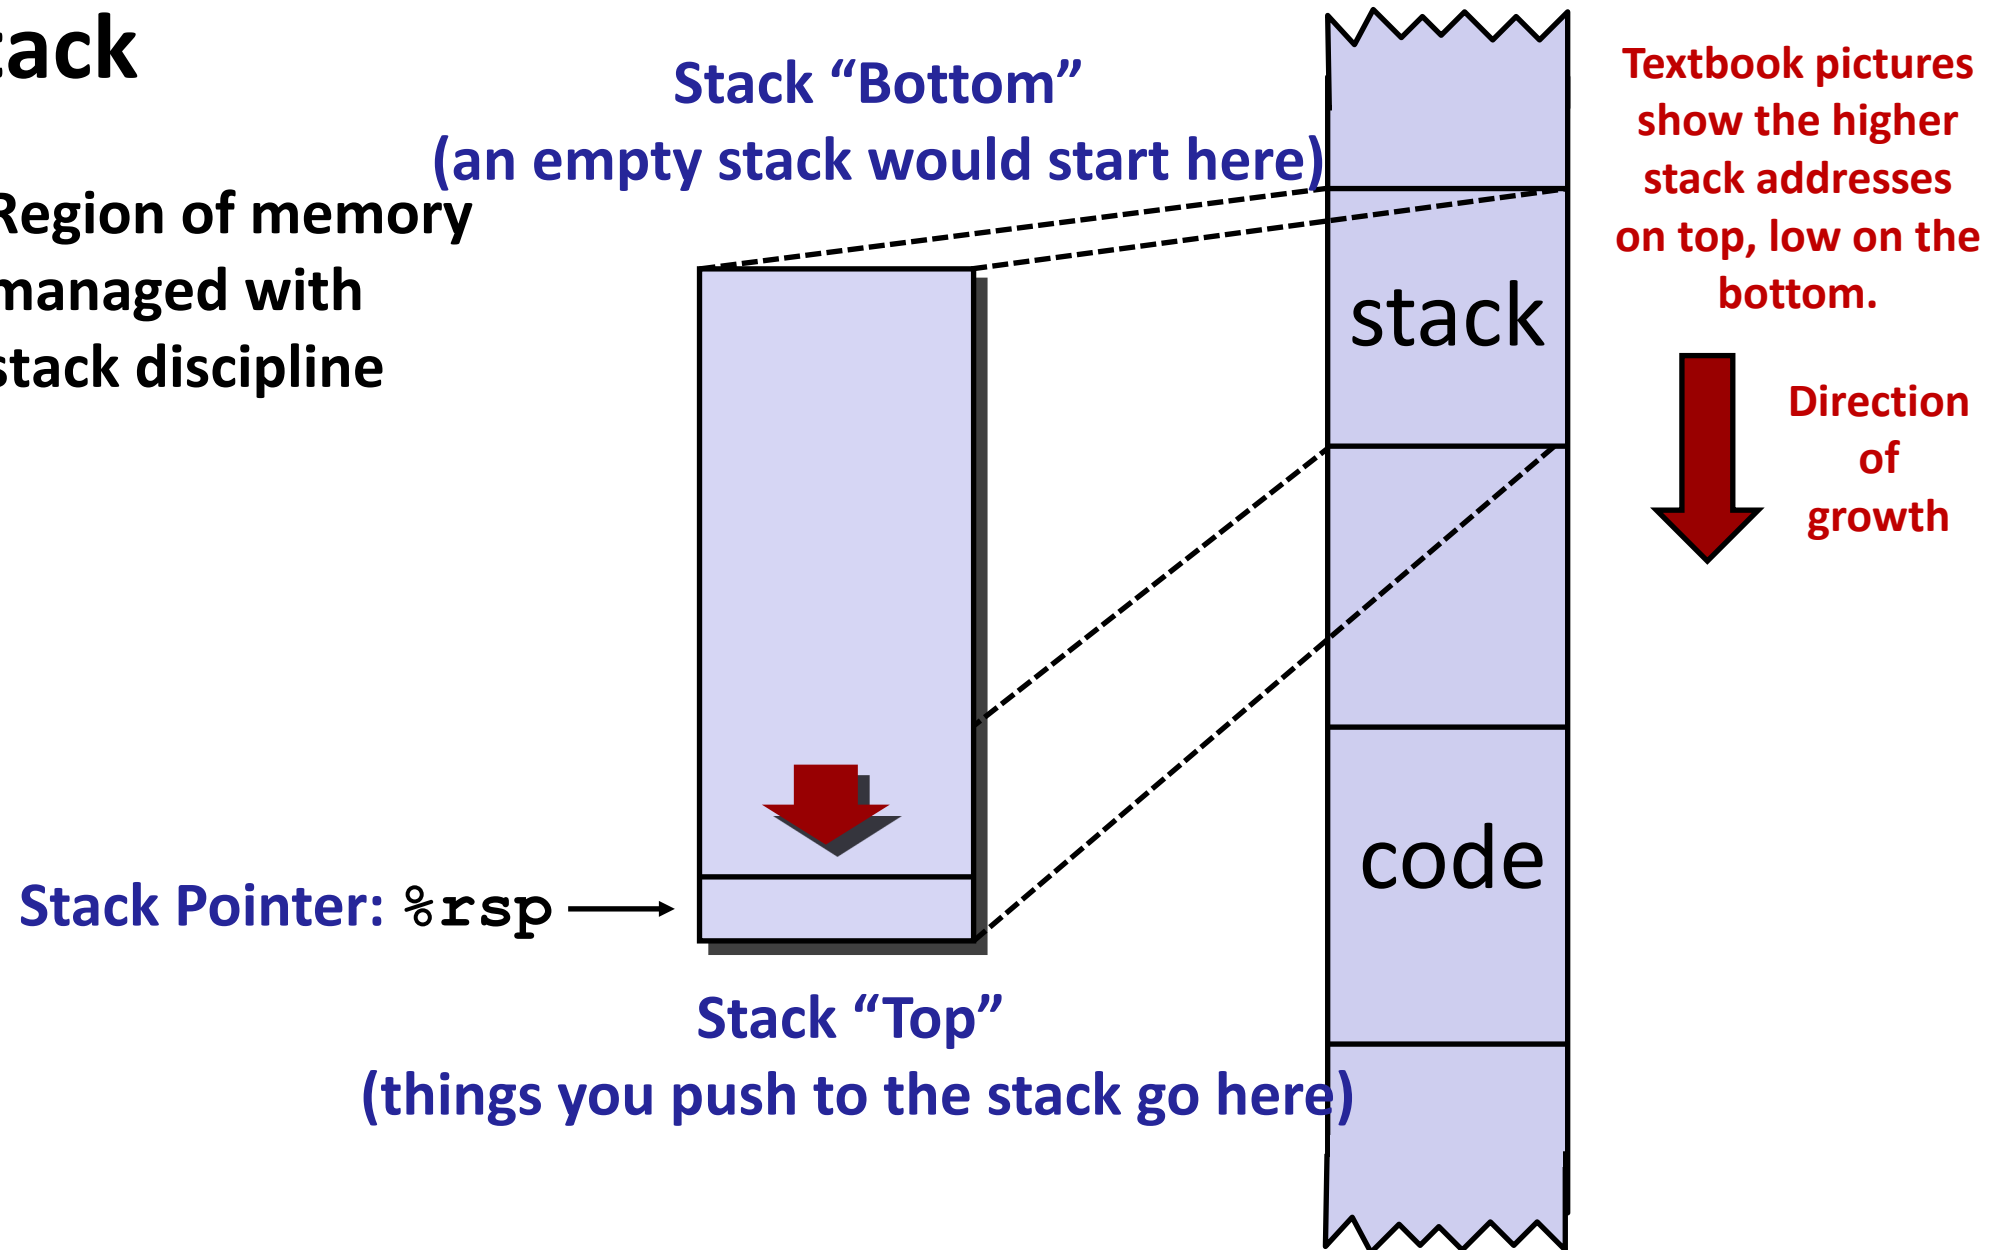 tack
Region of memory
managed with
stack discipline
Stack “Bottom”
(an empty stack would start here)
Textbook pictures
show the higher
stack addresses
on top, low on the
bottom.
stack
Direction
of
growth
code
Stack Pointer: %rsp
Stack “Top”
(things you push to the stack go here)